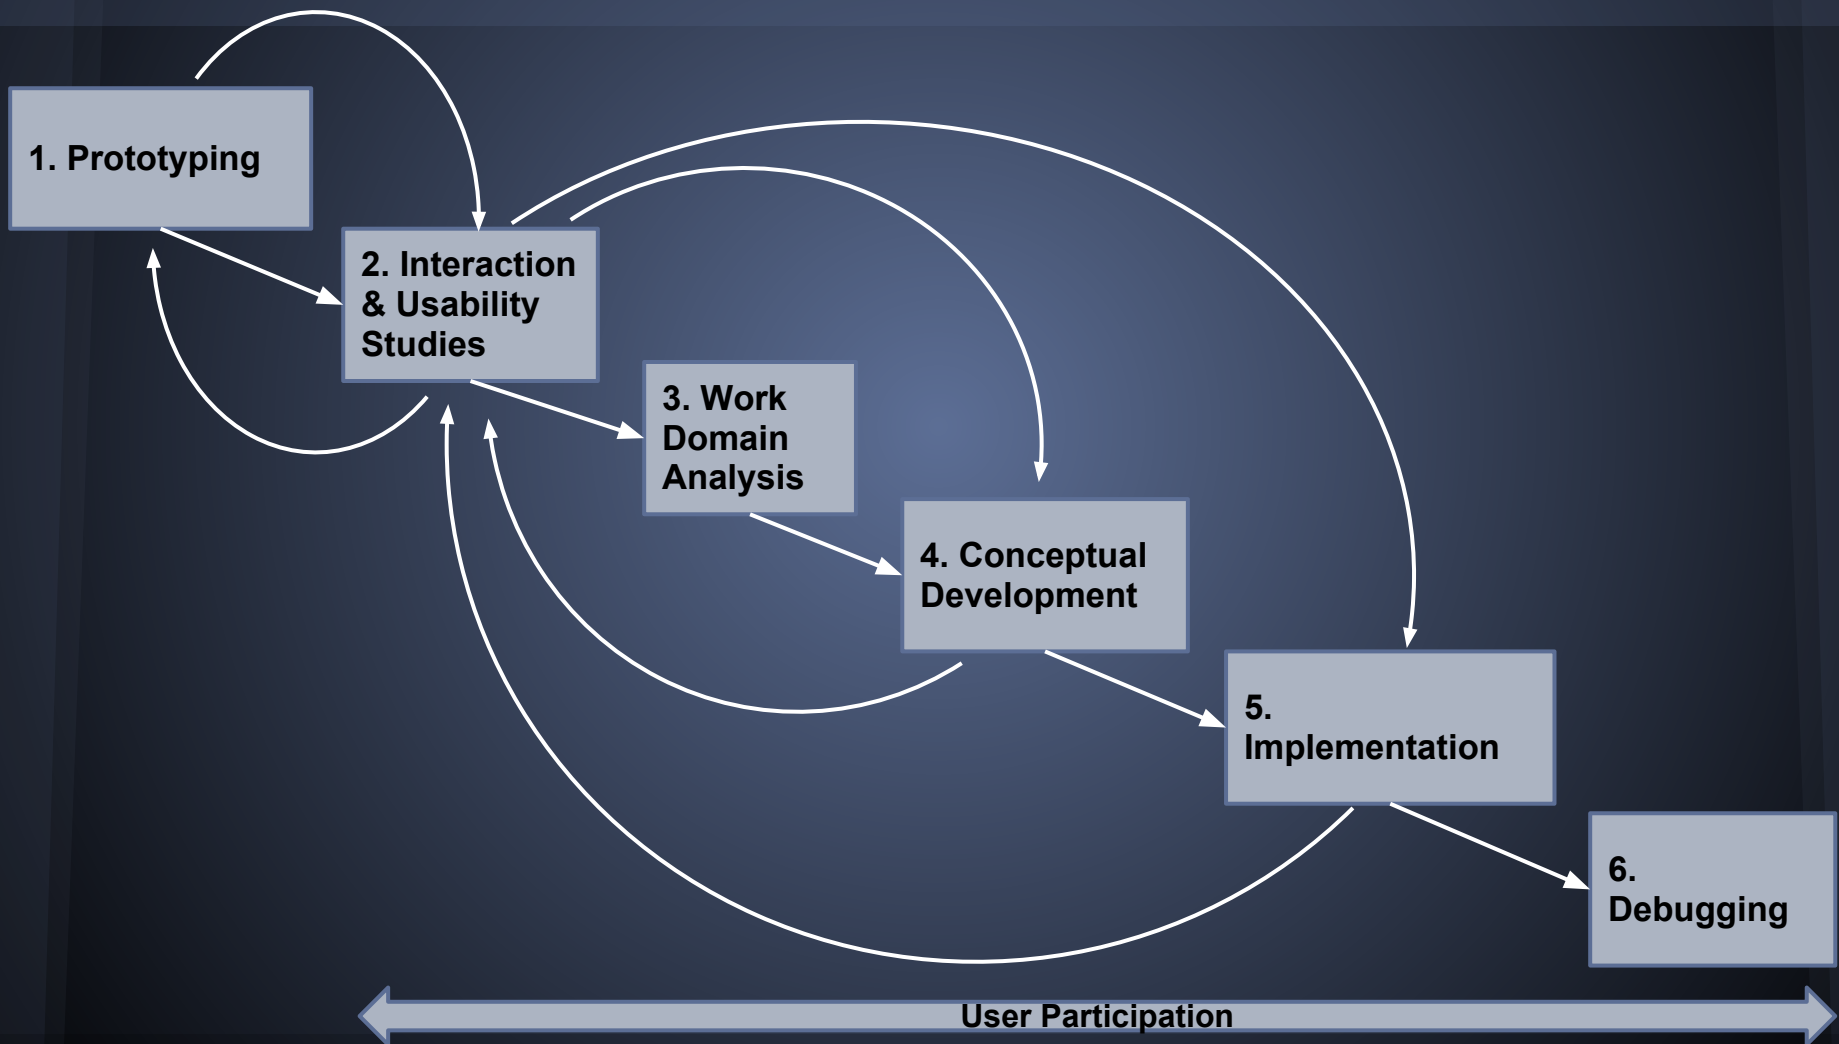 1. Prototyping
2. Interaction
& Usability
Studies
3. Work
Domain
Analysis
4. Conceptual
Development
5.
Implementation
6.
Debugging
User Participation